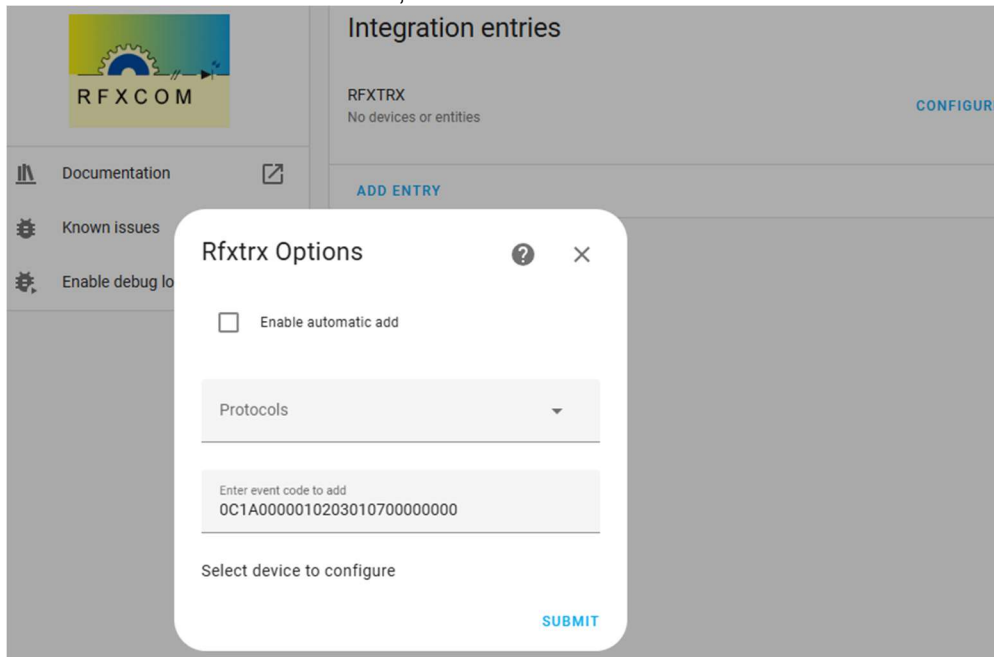 RFXCOM
Integration entries
RFXTRX
No devices or entities
CONFIGUR
Documentation
ADD ENTRY
Known issues
Enable debug lo
Rfxtrx Options
Enable automatic add
Protocols
Enter event code to add
0C1A0000010203010700000000
Select device to configure
SUBMIT